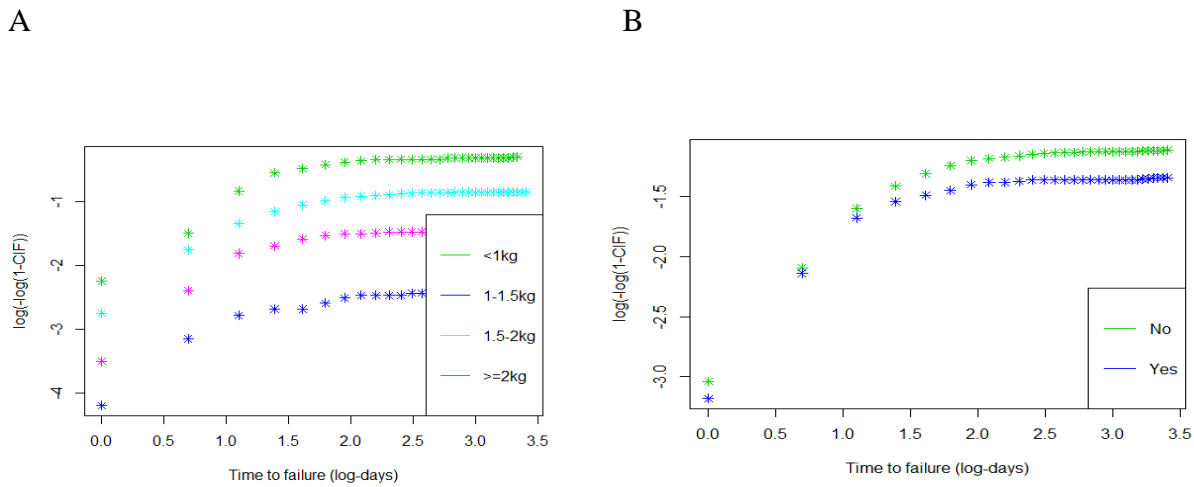 A
B
log(-log(1-CIF))
-1
-2
-3
-4
<1kg
1-1.5kg
1.5-2kg
>=2kg
0.0 0.5 1.0 1.5 2.0 2.5 3.0 3.5
Time to failure (log-days)
log(-log(1-CIF))
-1.5
-2.0
-2.5
-3.0
No
Yes
0.0 0.5 1.0 1.5 2.0 2.5 3.0 3.5
Time to failure (log-days)